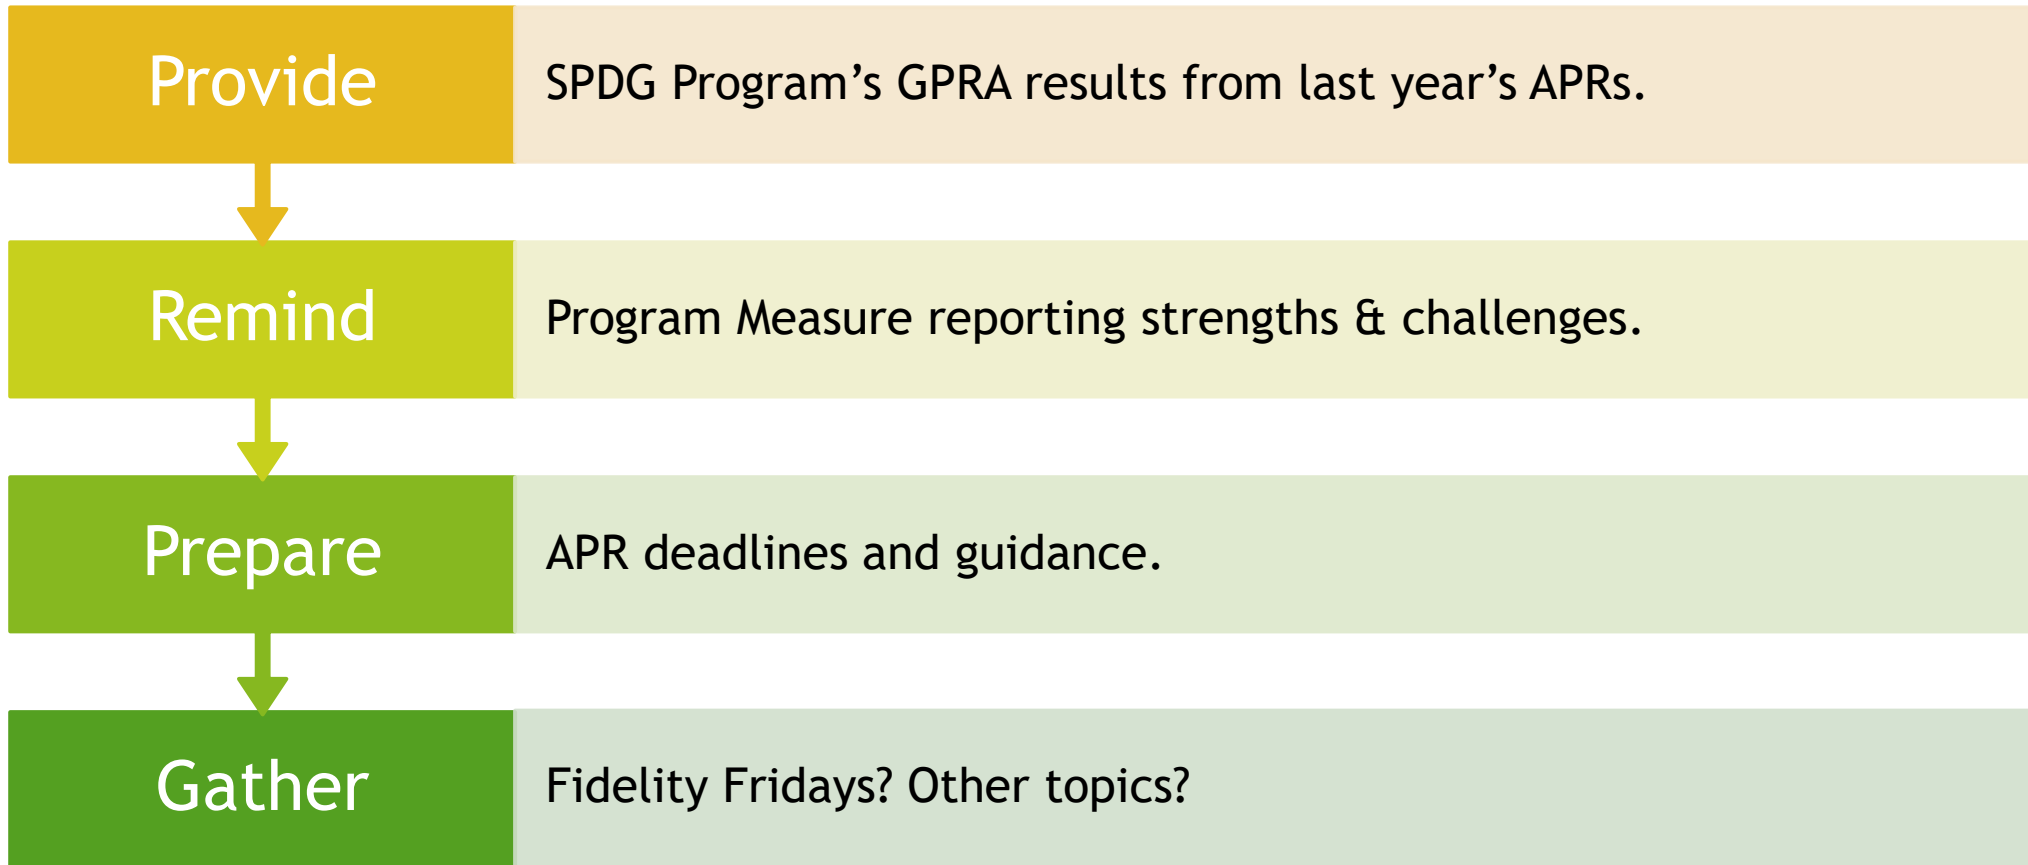 Provide
SPDG Program’s GPRA results from last year’s APRs.
Remind
Program Measure reporting strengths & challenges.
Prepare
APR deadlines and guidance.
Gather
Fidelity Fridays? Other topics?